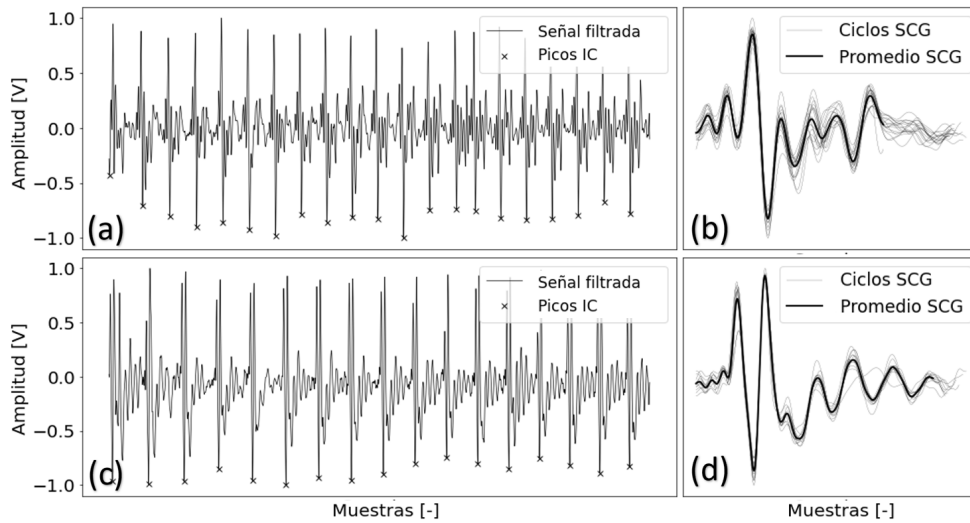 1.0
0.5
0.0
−0.5
−1.0
Amplitud [V]
Señal filtrada
Picos IC
(a)
Ciclos SCG
Promedio SCG
(b)
1.0
0.5
0.0
−0.5
−1.0
Amplitud [V]
Señal filtrada
Picos IC
(c)
Muestras [-]
Ciclos SCG
Promedio SCG
(d)
Muestras [-]